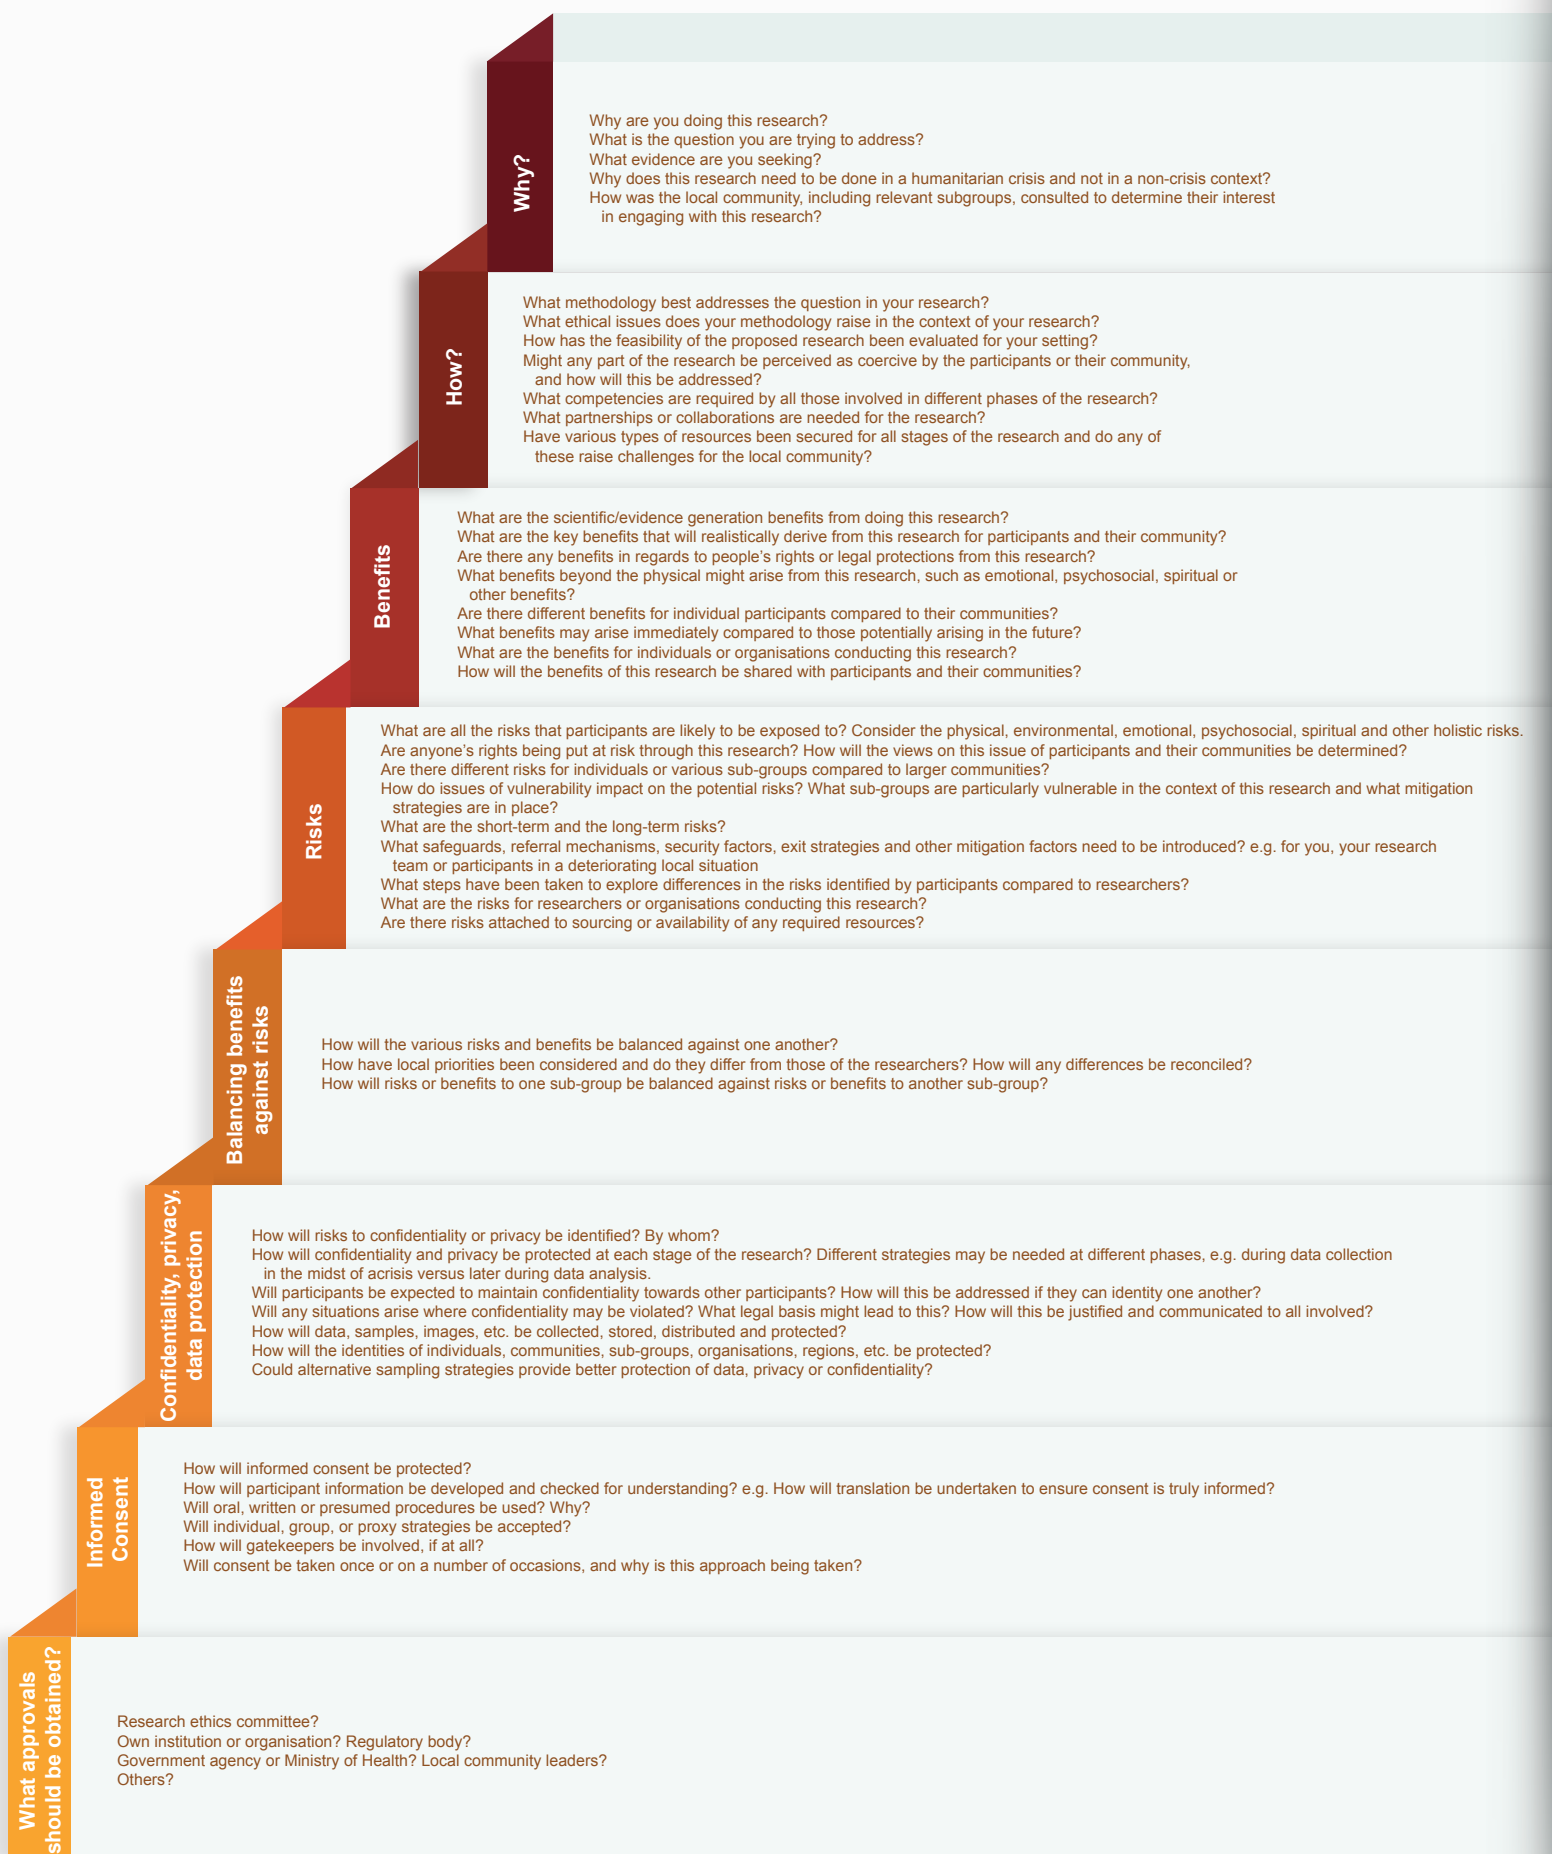 Why?
Why are you doing this research?
What is the question you are trying to address?
What evidence are you seeking?
Why does this research need to be done in a humanitarian crisis and not in a non-crisis context?
How was the local community, including relevant subgroups, consulted to determine their interest
in engaging with this research?
How?
What methodology best addresses the question in your research?
What ethical issues does your methodology raise in the context of your research?
How has the feasibility of the proposed research been evaluated for your setting?
Might any part of the research be perceived as coercive by the participants or their community,
and how will this be addressed?
What competencies are required by all those involved in different phases of the research?
What partnerships or collaborations are needed for the research?
Have various types of resources been secured for all stages of the research and do any of
these raise challenges for the local community?
Benefits
What are the scientific/evidence generation benefits from doing this research?
What are the key benefits that will realistically derive from this research for participants and their community?
Are there any benefits in regards to people's rights or legal protections from this research?
What benefits beyond the physical might arise from this research, such as emotional, psychosocial, spiritual or
other benefits?
Are there different benefits for individual participants compared to their communities?
What benefits may arise immediately compared to those potentially arising in the future?
What are the benefits for individuals or organisations conducting this research?
How will the benefits of this research be shared with participants and their communities?
Risks
What are all the risks that participants are likely to be exposed to? Consider the physical, environmental, emotional, psychosocial, spiritual and other holistic risks.
Are anyone's rights being put at risk through this research? How will the views on this issue of participants and their communities be determined?
Are there different risks for individuals or various sub-groups compared to larger communities?
How do issues of vulnerability impact on the potential risks? What sub-groups are particularly vulnerable in the context of this research and what mitigation
strategies are in place?
What are the short-term and the long-term risks?
What safeguards, referral mechanisms, security factors, exit strategies and other mitigation factors need to be introduced? e.g. for you, your research
team or participants in a deteriorating local situation
What steps have been taken to explore differences in the risks identified by participants compared to researchers?
What are the risks for researchers or organisations conducting this research?
Are there risks attached to sourcing or availability of any required resources?
Balancing benefits
against risks
How will the various risks and benefits be balanced against one another?
How have local priorities been considered and do they differ from those of the researchers? How will any differences be reconciled?
How will risks or benefits to one sub-group be balanced against risks or benefits to another sub-group?
Confidentiality, privacy,
data protection
How will risks to confidentiality or privacy be identified? By whom?
How will confidentiality and privacy be protected at each stage of the research? Different strategies may be needed at different phases, e.g. during data collection
in the midst of acrisis versus later during data analysis.
Will participants be expected to maintain confidentiality towards other participants? How will this be addressed if they can identity one another?
Will any situations arise where confidentiality may be violated? What legal basis might lead to this? How will this be justified and communicated to all involved?
How will data, samples, images, etc. be collected, stored, distributed and protected?
How will the identities of individuals, communities, sub-groups, organisations, regions, etc. be protected?
Could alternative sampling strategies provide better protection of data, privacy or confidentiality?
Informed
Consent
How will informed consent be protected?
How will participant information be developed and checked for understanding? e.g. How will translation be undertaken to ensure consent is truly informed?
Will oral, written or presumed procedures be used? Why?
Will individual, group, or proxy strategies be accepted?
How will gatekeepers be involved, if at all?
Will consent be taken once or on a number of occasions, and why is this approach being taken?
What approvals
should be obtained?
Research ethics committee?
Own institution or organisation? Regulatory body?
Government agency or Ministry of Health? Local community leaders?
Others?